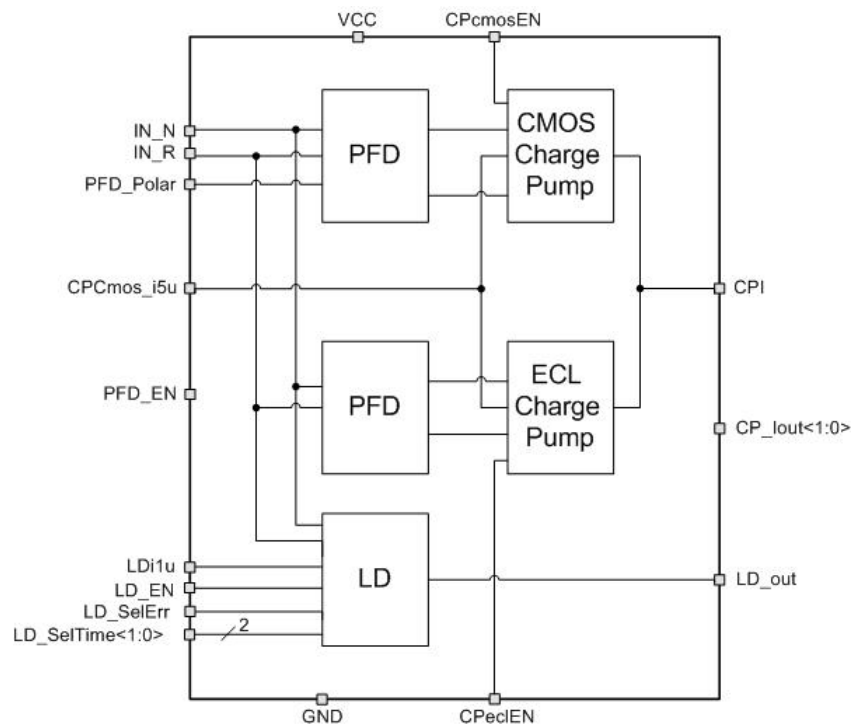 VCC
CPcmosEN
IN_N
IN_R
PFD_Polar
PFD
CMOS
Charge
Pump
CPCmos_i5u
CPI
PFD_EN
PFD
ECL
Charge
Pump
CP_Iout<1:0>
LDi1u
LD_EN
LD_SelErr
LD_SelTime<1:0>
2
LD
LD_out
GND
CPeclEN